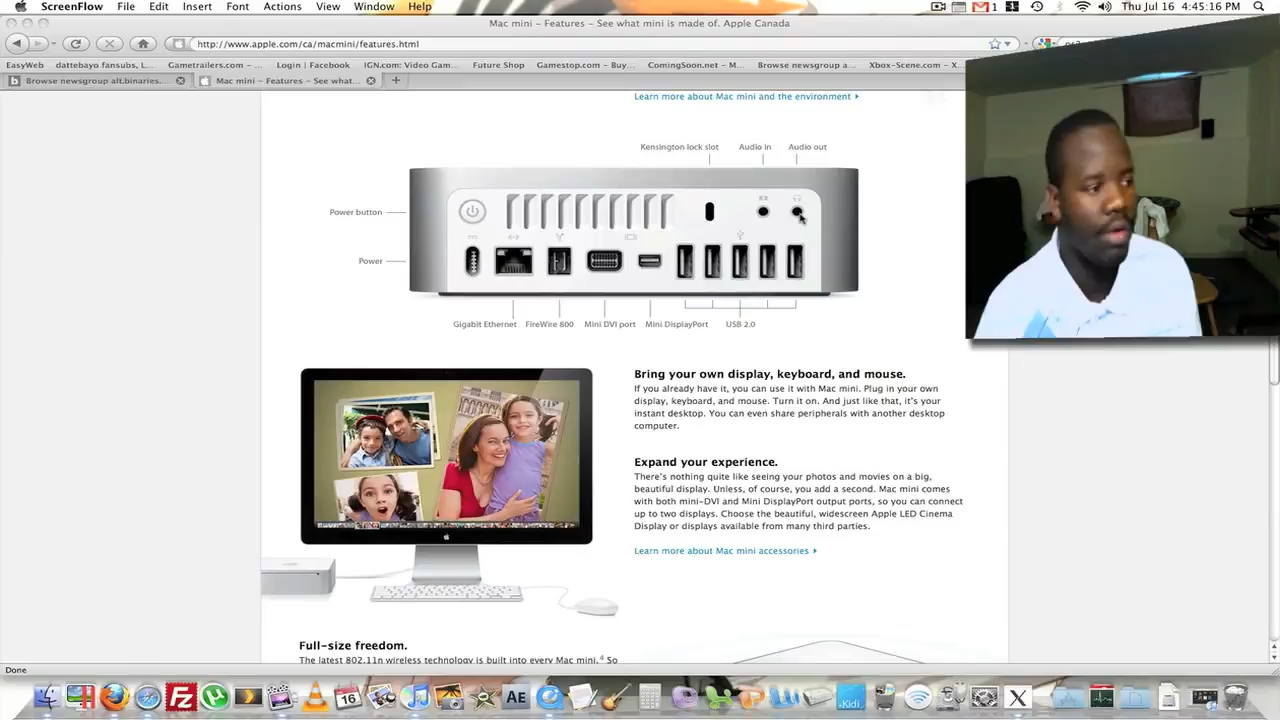 ScreenFlow File Edit Insert Font Actions View Window Help
1 Thu Jul 16 4:45:16 PM
Mac mini – Features – See what mini is made of. Apple Canada
http://www.apple.com/ca/macmini/features.html
EasyWeb dattebayo fansubs, L... Gametrailers.com - ... Login | Facebook IGN.com: Video Gam... Future Shop Gamestop.com - Buy... ComingSoon.net - M... Browse newsgroup a... Xbox-Scene.com - X...
Browse newsgroup alt.binaries... Mac mini – Features – See what...
Learn more about Mac mini and the environment
Kensington lock slot Audio in Audio out
Power button
Power
Gigabit Ethernet FireWire 800 Mini DVI port Mini DisplayPort USB 2.0
Bring your own display, keyboard, and mouse.
If you already have it, you can use it with Mac mini. Plug in your own
display, keyboard, and mouse. Turn it on. And just like that, it's your
instant desktop. You can even share peripherals with another desktop
computer.
Expand your experience.
There's nothing quite like seeing your photos and movies on a big,
beautiful display. Unless, of course, you add a second. Mac mini comes
with both mini-DVI and Mini DisplayPort output ports, so you can connect
up to two displays. Choose the beautiful, widescreen Apple LED Cinema
Display or displays available from many third parties.
Learn more about Mac mini accessories
Full-size freedom.
The latest 802.11n wireless technology is built into every Mac mini.4 So
Done
Fz 16 AE Kidi X